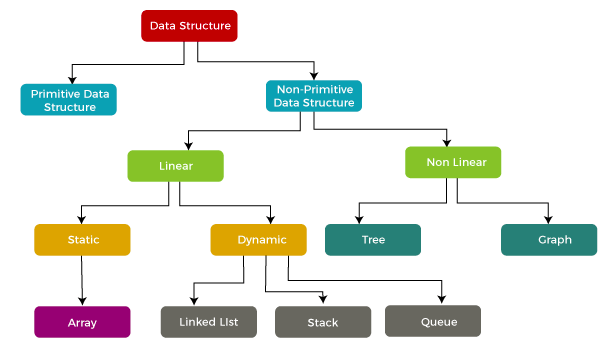 Data Structure
Primitive Data
Structure
Non-Primitive
Data Structure
Linear
Non Linear
Static
Dynamic
Tree
Graph
Array
Linked LIst
Stack
Queue